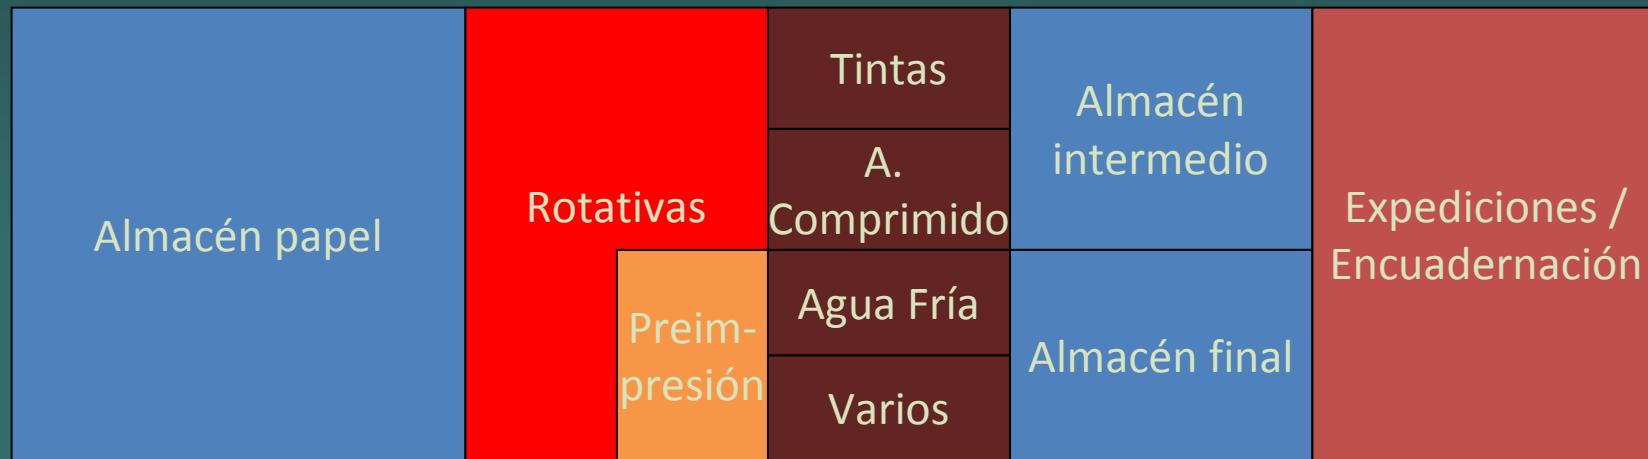 Almacén papel
Rotativas
Preim-
presión
Tintas
A.
Comprimido
Agua Fría
Varios
Almacén
intermedio
Almacén final
Expediciones /
Encuadernación